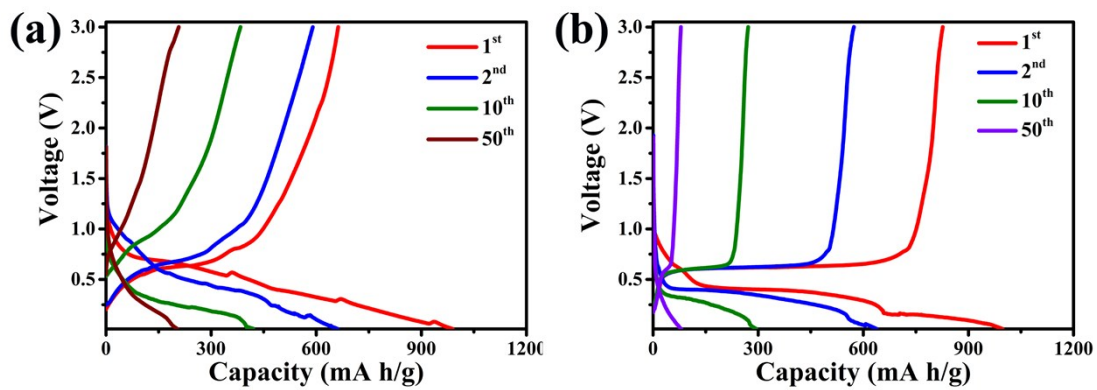 (a)
3.0
2.5
2.0
1.5
1.0
0.5
Voltage (V)
1st
2nd
10th
50th
0 300 600 900 1200
Capacity (mA h/g)
(b)
3.0
2.5
2.0
1.5
1.0
0.5
Voltage (V)
1st
2nd
10th
50th
0 300 600 900 1200
Capacity (mA h/g)